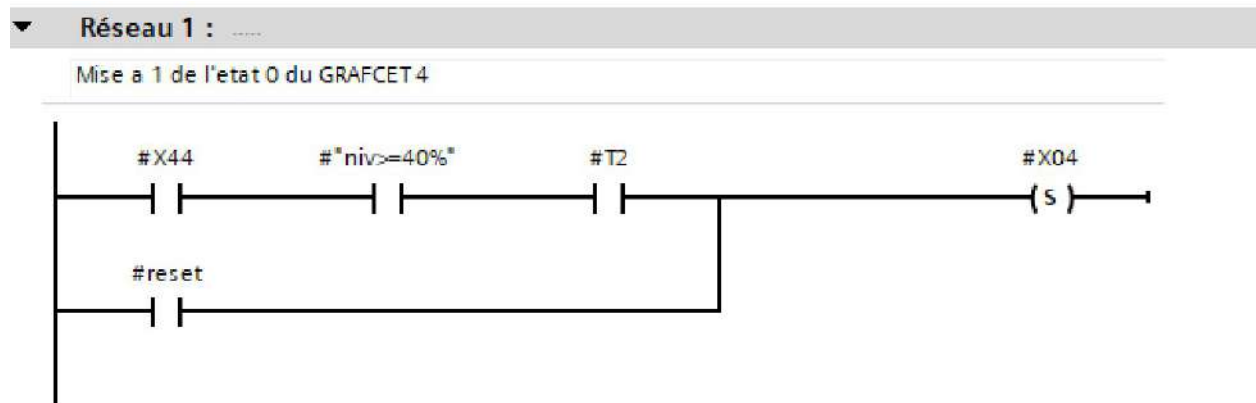 Réseau 1 : .....
Mise a 1 de l'etat 0 du GRAFCET 4
#X44 #"niv>=40%" #T2 #X04
S
#reset